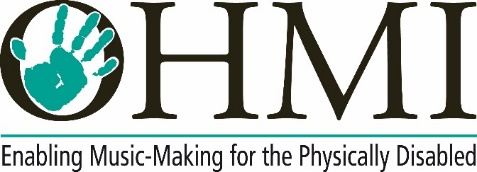 OHMI
Enabling Music-Making for the Physically Disabled